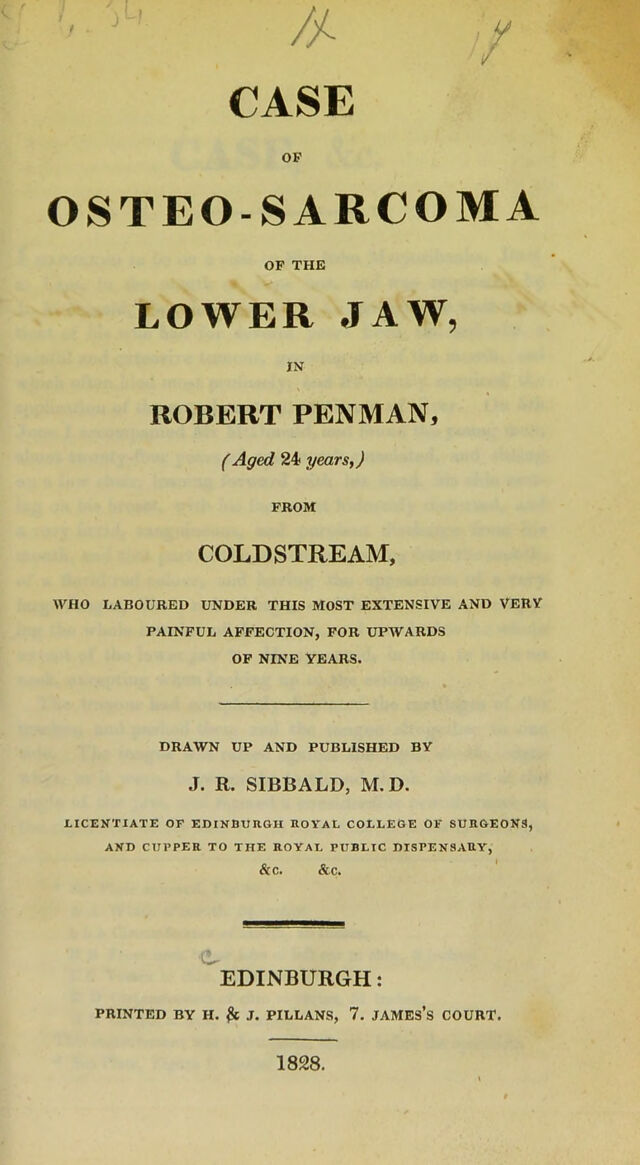 CASE
OF
OSTEO-SARCOMA
OF THE
LOWER JAW,
IN
ROBERT PENMAN,
(Aged 24 years,)
FROM
COLDSTREAM,
WHO LABOURED UNDER THIS MOST EXTENSIVE AND VERY
PAINFUL AFFECTION, FOR UPWARDS
OF NINE YEARS.
DRAWN UP AND PUBLISHED BY
J. R. SIBBALD, M.D.
LICENTIATE OF EDINBURGH ROYAL COLLEGE OF SURGEONS,
AND CUPPER TO THE ROYAL PUBLIC DISPENSARY,
&c. &c.
EDINBURGH:
PRINTED BY H. & J. PILLANS, 7. JAMES'S COURT.
1828.